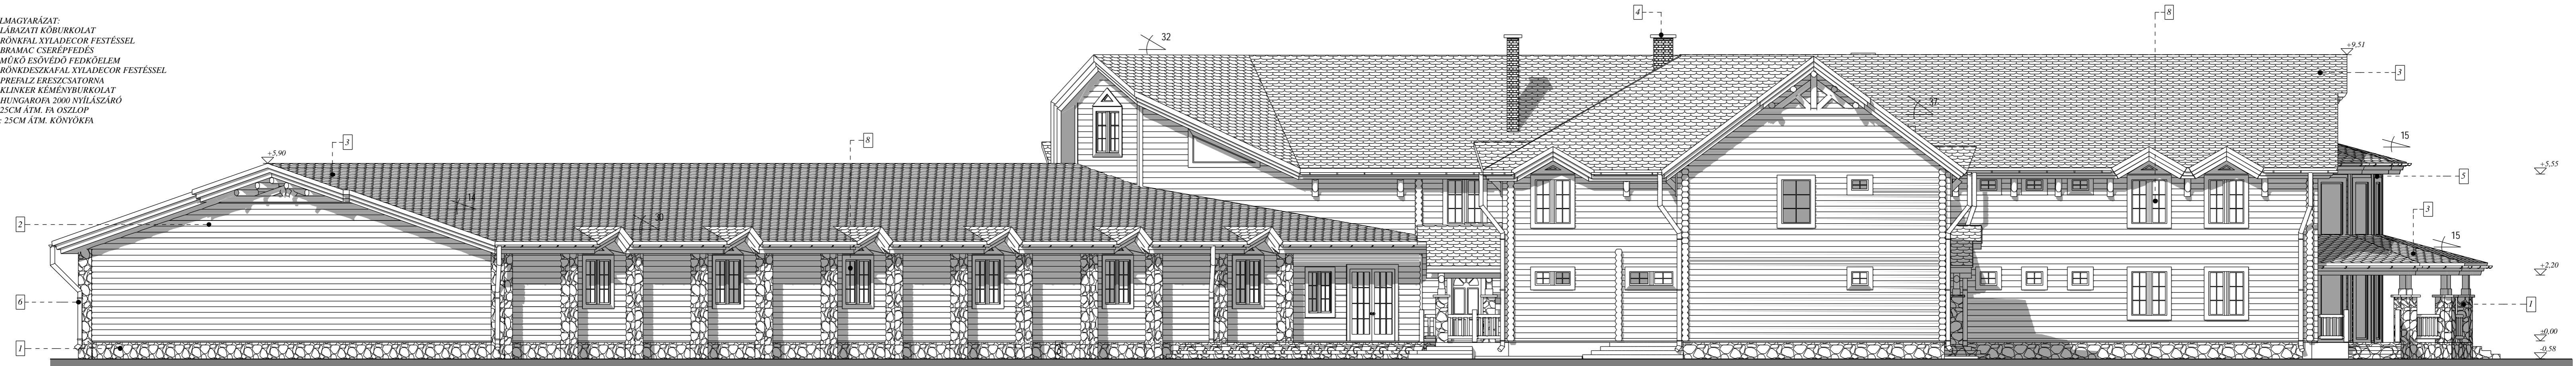 LMAGYARÁZAT:
LÁBAZATI KŐBURKOLAT
RÖNKFAL XYLADECOR FESTÉSSEL
BRAMAC CSERÉPFEDÉS
MŰKŐ ESŐVÉDŐ FEDKŐELEM
RÖNKDESZKAFAL XYLADECOR FESTÉSSEL
PREFALZ ERESZCSATORNA
KLINKER KÉMÉNYBURKOLAT
HUNGAROFA 2000 NYÍLÁSZÁRÓ
25CM ÁTM. FA OSZLOP
: 25CM ÁTM. KÖNYÖKFA
4
8
32
+9,51
3
37
3
8
15
+5,90
+5,55
5
14
30
2
3
15
+2,20
6
1
±0,00
1
-0,58